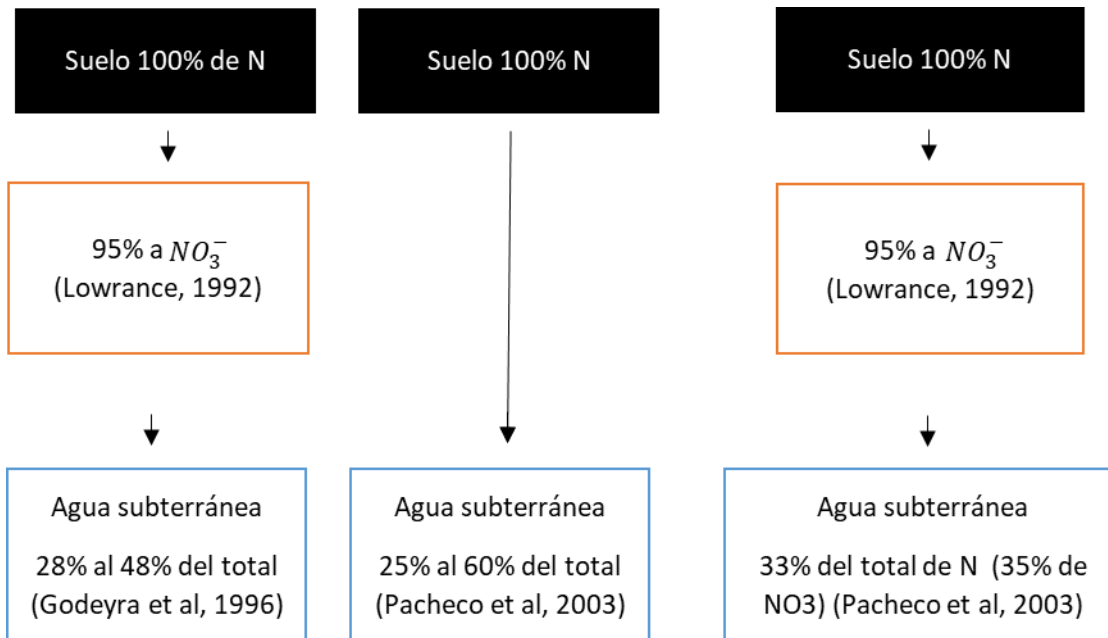 Suelo 100% de N
Suelo 100% N
Suelo 100% N
95% a NO₃⁻
(Lowrance, 1992)
95% a NO₃⁻
(Lowrance, 1992)
Agua subterránea
28% al 48% del total
(Godeyra et al, 1996)
Agua subterránea
25% al 60% del total
(Pacheco et al, 2003)
Agua subterránea
33% del total de N (35% de
NO3) (Pacheco et al, 2003)